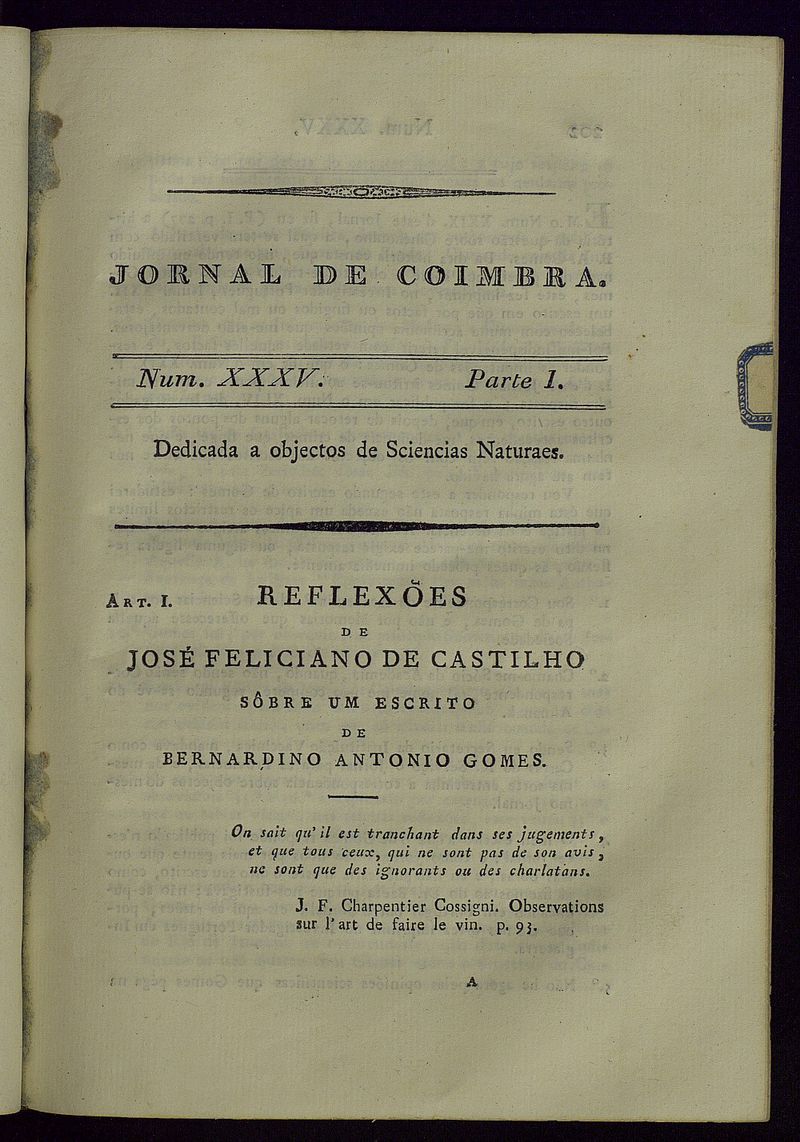 JORNAL DE COIMBRA.
Num. XXXV. Parte I.
Dedicada a objectos de Sciencias Naturaes.
ART. I. REFLEXÕES
DE
JOSÉ FELICIANO DE CASTILHO
SÔBRE UM ESCRITO
DE
BERNARDINO ANTONIO GOMES.
On sait qu'il est tranchant dans ses jugements,
et que tous ceux, qui ne sont pas de son avis,
ne sont que des ignorants ou des charlatans.
J. F. Charpentier Cossigni. Observations
sur l'art de faire le vin. p. 93.
A